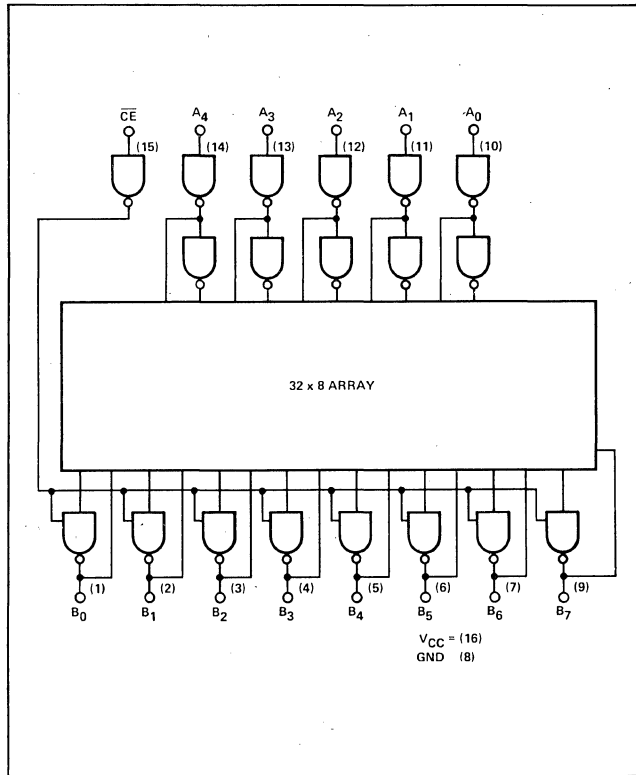 CE A4 A3 A2 A1 A0
(15) (14) (13) (12) (11) (10)
32 x 8 ARRAY
(1) (2) (3) (4) (5) (6) (7) (9)
B0 B1 B2 B3 B4 B5 B6 B7
VCC = (16)
GND (8)